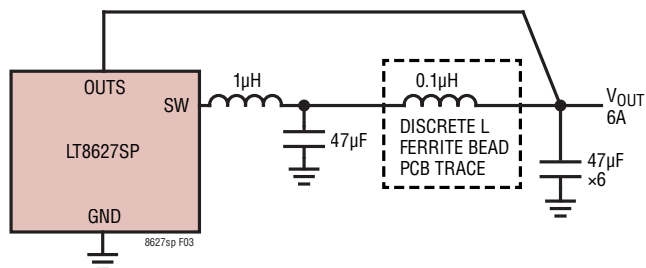 OUTS
1µH
0.1µH
SW
VOUT
6A
LT8627SP
47µF
DISCRETE L
FERRITE BEAD
PCB TRACE
47µF
×6
GND
8627sp F03